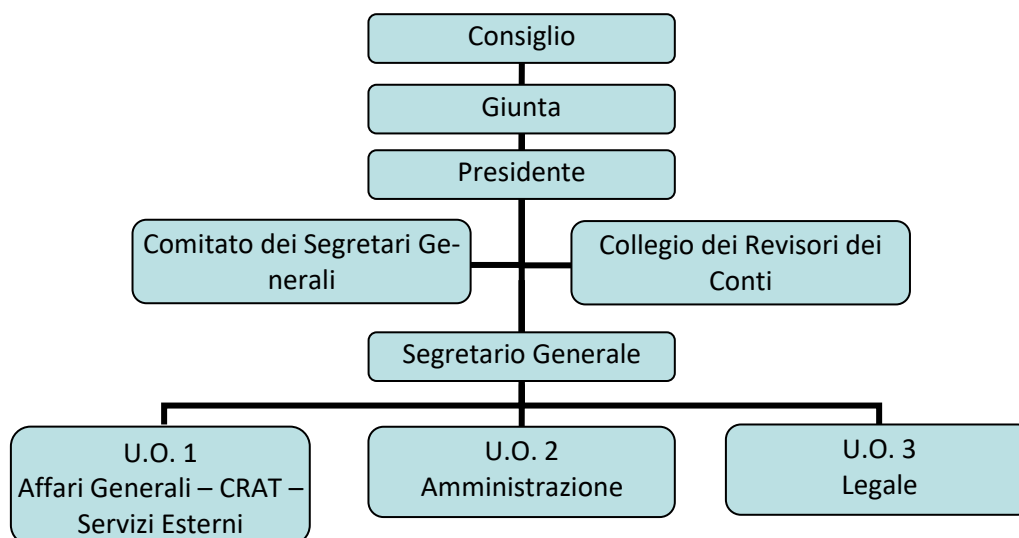 Consiglio
Giunta
Presidente
Comitato dei Segretari Ge-
nerali
Collegio dei Revisori dei
Conti
Segretario Generale
U.O. 1
Affari Generali – CRAT –
Servizi Esterni
U.O. 2
Amministrazione
U.O. 3
Legale